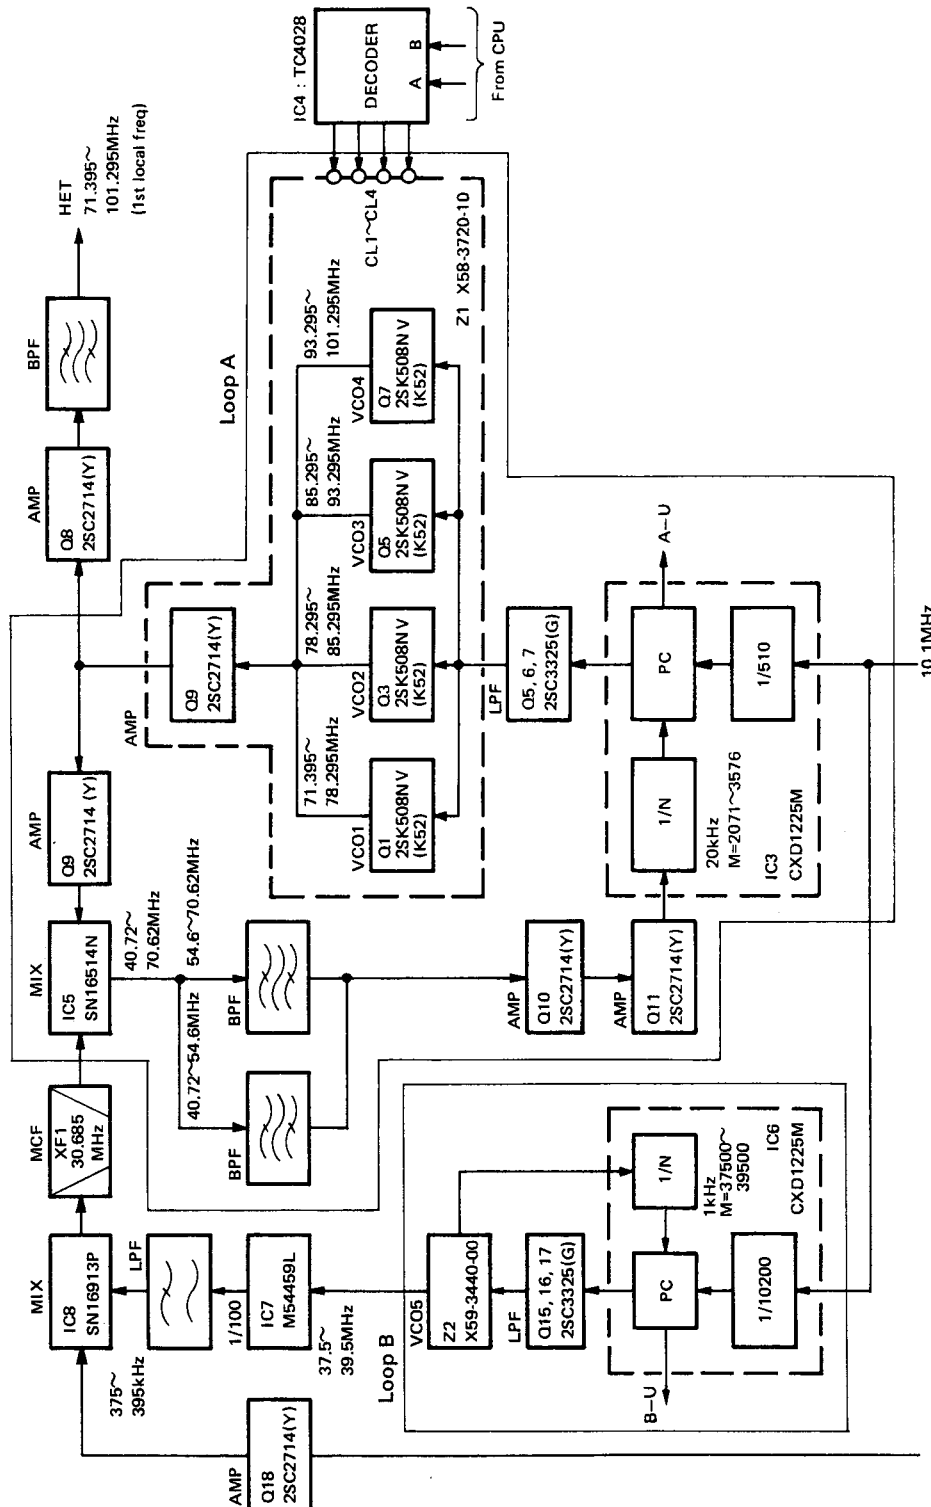 AMP
Q18
2SC2714(Y)
375~
395kHz
MIX
IC8
SN16913P
LPF
1/100
IC7
M54459L
37.5~
39.5MHz
Loop B
VCO5
Z2
X59-3440-00
LPF
Q15, 16, 17
2SC3325(G)
B-U
PC
1/N
1kHz
M=37500~
39500
1/10200
IC6
CXD1225M
MCF
XF1
30.685
MHz
MIX
IC5
SN16514N
40.72~
70.62MHz
40.72~54.6MHz
54.6~70.62MHz
BPF
BPF
AMP
Q10
2SC2714(Y)
AMP
Q11
2SC2714(Y)
AMP
Q9
2SC2714 (Y)
AMP
Q8
2SC2714(Y)
BPF
HET
71.395~
101.295MHz
(1st local freq)
Loop A
AMP
Q9
2SC2714(Y)
71.395~
78.295MHz
78.295~
85.295MHz
85.295~
93.295MHz
93.295~
101.295MHz
VCO1
Q1
2SK508NV
(K52)
VCO2
Q3
2SK508NV
(K52)
VCO3
Q5
2SK508NV
(K52)
VCO4
Q7
2SK508NV
(K52)
CL1~CL4
Z1 X58-3720-10
IC4 : TC4028
DECODER
A
B
From CPU
LPF
Q5, 6, 7
2SC3325(G)
1/N
20kHz
M=2071~3576
PC
A-U
1/510
IC3
CXD1225M